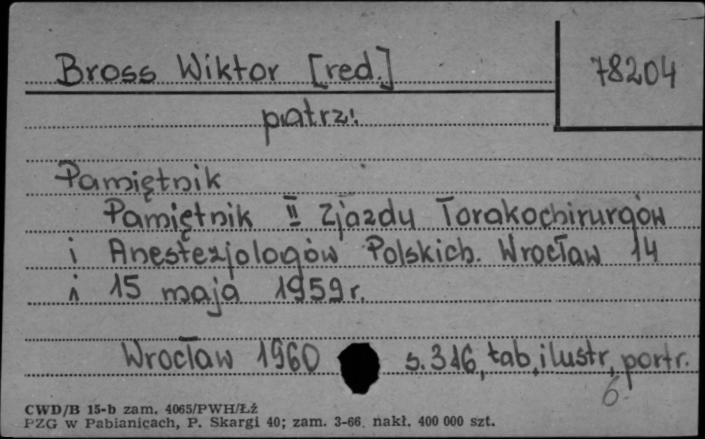 Bross Wiktor [red.]
78204
patrz:
Pamiętnik
Pamiętnik II Zjazdu Torakochirurgów
i Anestezjologów Polskich. Wrocław 14
i 15 maja 1959 r.
Wrocław 1960 s. 316, tab, ilustr, portr.
6.
CWD/B 15-b zam. 4065/PWH/Łż
PZG w Pabianicach, P. Skargi 40; zam. 3-66. nakł. 400 000 szt.